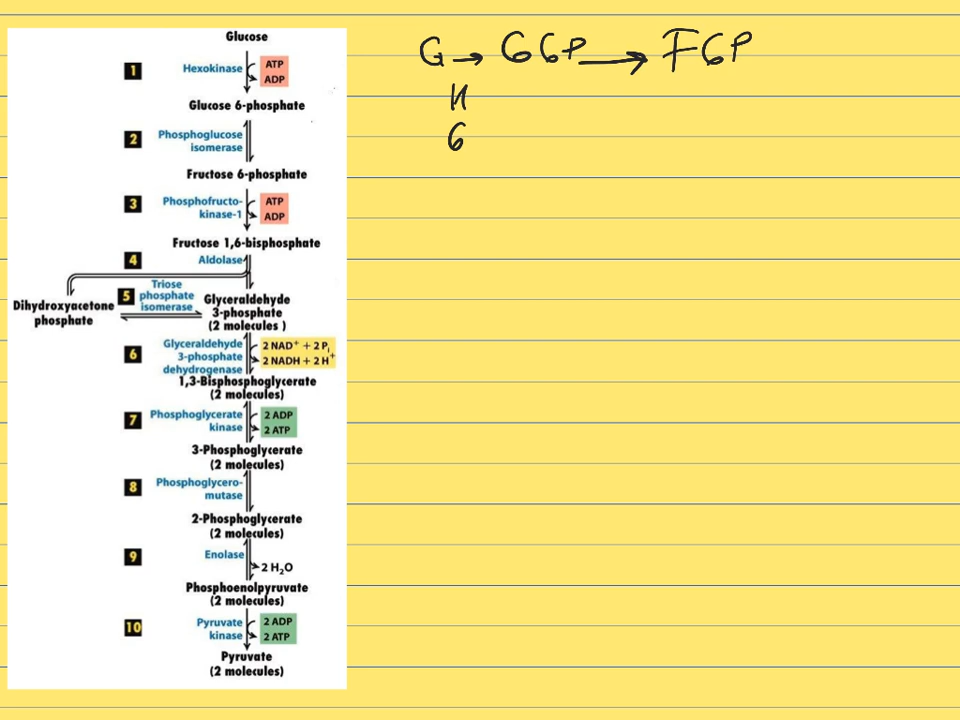 Glucose
1 Hexokinase ATP
ADP
Glucose 6-phosphate
2 Phosphoglucose
isomerase
Fructose 6-phosphate
3 Phosphofructo-
kinase-1 ATP
ADP
Fructose 1,6-bisphosphate
4 Aldolase
5 Triose
phosphate
isomerase
Dihydroxyacetone
phosphate
Glyceraldehyde
3-phosphate
(2 molecules )
6 Glyceraldehyde
3-phosphate
dehydrogenase
2 NAD⁺ + 2 Pᵢ
2 NADH + 2 H⁺
1,3-Bisphosphoglycerate
(2 molecules)
7 Phosphoglycerate
kinase
2 ADP
2 ATP
3-Phosphoglycerate
(2 molecules)
8 Phosphoglycero-
mutase
2-Phosphoglycerate
(2 molecules)
9 Enolase
2 H₂O
Phosphoenolpyruvate
(2 molecules)
10 Pyruvate
kinase
2 ADP
2 ATP
Pyruvate
(2 molecules)
G → G6P → F6P
H
6